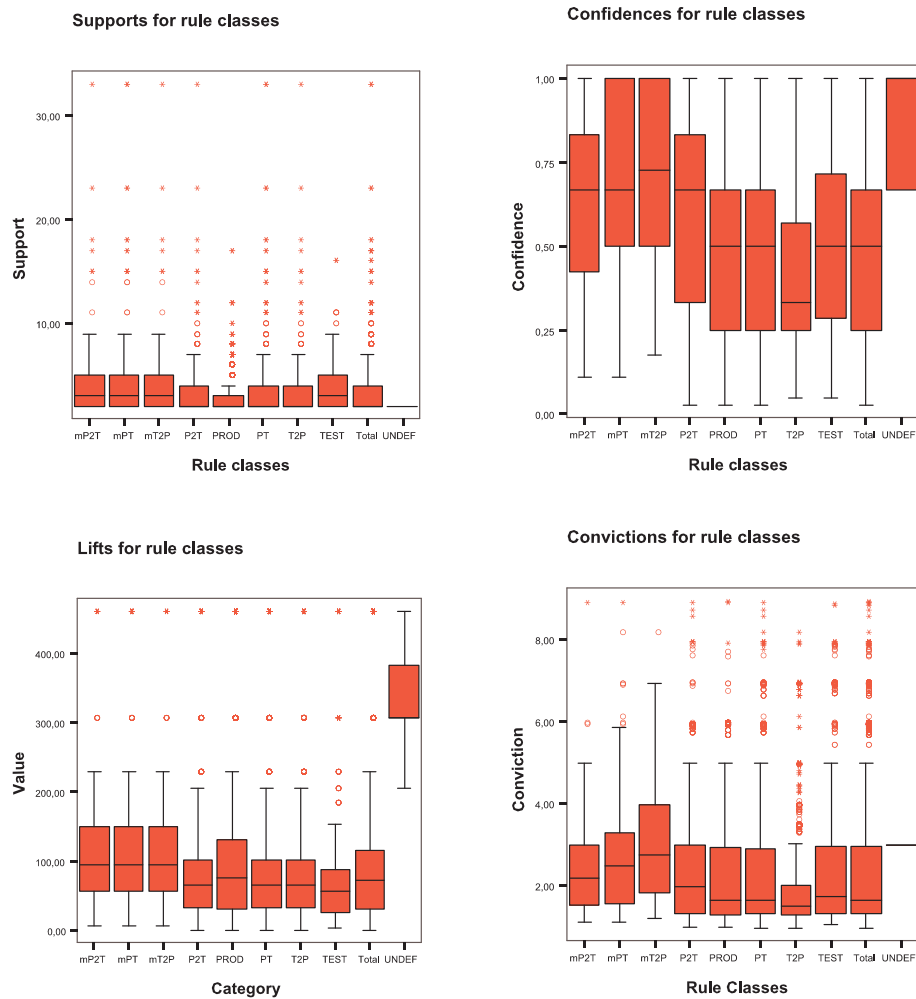 Supports for rule classes
Support
30,00
20,00
10,00
mP2T mPT mT2P P2T PROD PT T2P TEST Total UNDEF
Rule classes
Confidences for rule classes
Confidence
1,00
0,75
0,50
0,25
0,00
mP2T mPT mT2P P2T PROD PT T2P TEST Total UNDEF
Rule classes
Lifts for rule classes
Value
400,00
300,00
200,00
100,00
0,00
mP2T mPT mT2P P2T PROD PT T2P TEST Total UNDEF
Category
Convictions for rule classes
Conviction
8,00
6,00
4,00
2,00
mP2T mPT mT2P P2T PROD PT T2P TEST Total UNDEF
Rule Classes